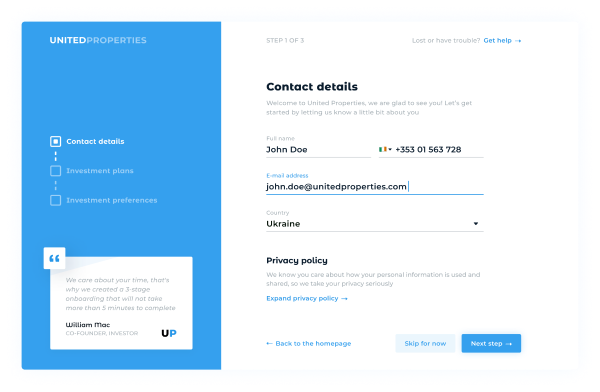 UNITEDPROPERTIES
Contact details
Investment plans
Investment preferences
We care about your time, that's
why we created a 3-stage
onboarding that will not take
more than 5 minutes to complete
William Mac
CO-FOUNDER, INVESTOR
UP
STEP 1 OF 3
Lost or have trouble? Get help →
Contact details
Welcome to United Properties, we are glad to see you! Let's get
started by letting us know a little bit about you
Full name
John Doe
+353 01 563 728
E-mail address
john.doe@unitedproperties.com
Country
Ukraine
Privacy policy
We know you care about how your personal information is used and
shared, so we take your privacy seriously
Expand privacy policy →
← Back to the homepage
Skip for now
Next step →